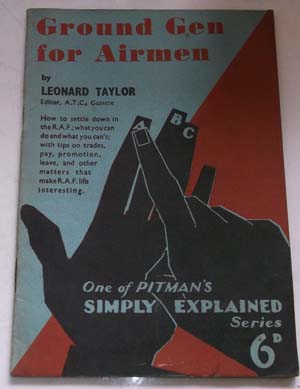 Ground Gen
for Airmen
by
LEONARD TAYLOR
Editor, A.T.C. Gazette
How to settle down in
the R.A.F.; what you can
do and what you can't;
with tips on trades,
pay, promotion,
leave, and other
matters that
make R.A.F. life
interesting.
A
B
C
One of PITMAN'S
SIMPLY EXPLAINED
Series
6D